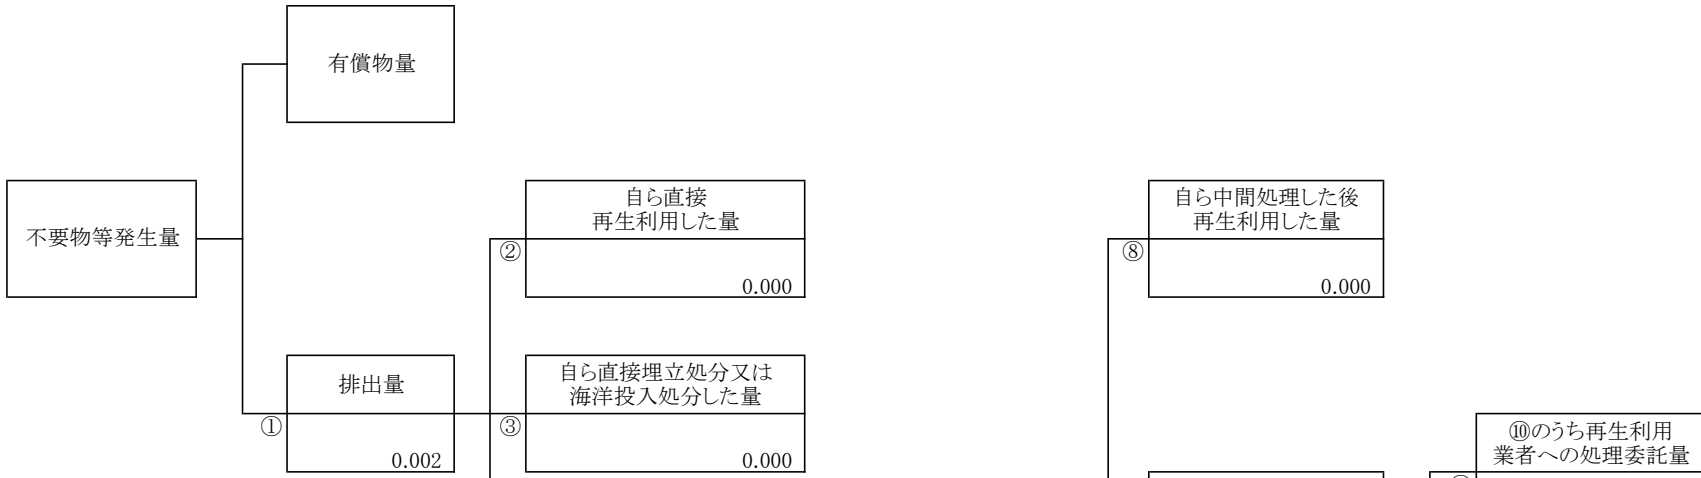 有償物量
不要物等発生量
自ら直接
再生利用した量
②
0.000
自ら中間処理した後
再生利用した量
⑧
0.000
排出量
①
0.002
自ら直接埋立処分又は
海洋投入処分した量
③
0.000
⑩のうち再生利用
業者への処理委託量